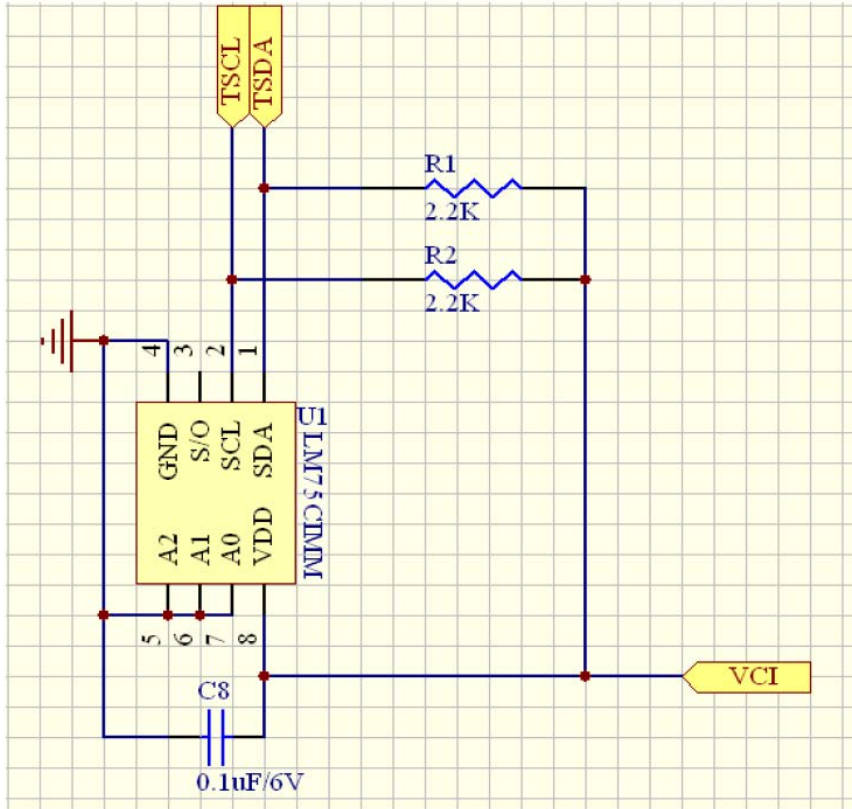 TSCL
TSDA
R1
2.2K
R2
2.2K
4
3
2
1
GND
S/O
SCL
SDA
U1
LM75CIMM
A2
A1
A0
VDD
5
6
7
8
VCI
C8
0.1uF/6V